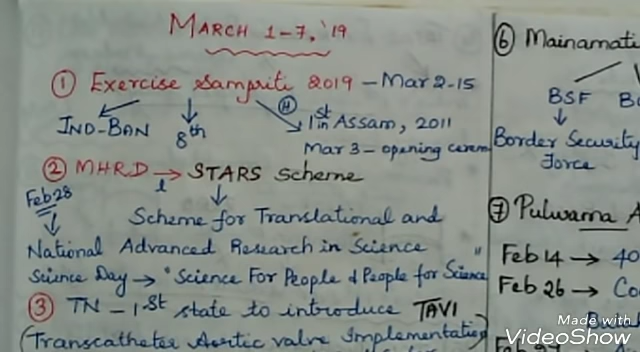 MARCH 1-7, '19
① Exercise Sampriti 2019 - Mar 2-15
IND-BAN
8th
(H)
1st in Assam, 2011
Mar 3 - opening cerem
② MHRD → STARS Scheme
Feb 28
Scheme for Translational and
National Advanced Research in Science
Science Day → "Science For People & People for Science"
③ TN - 1st state to introduce TAVI
(Transcatheter Aortic valve Implementation)
⑥ Mainamati
BSF
Border Security
Force
⑦ Pulwama A
Feb 14 → 40
Feb 26 → Co
Feb 27
Made with
VideoShow